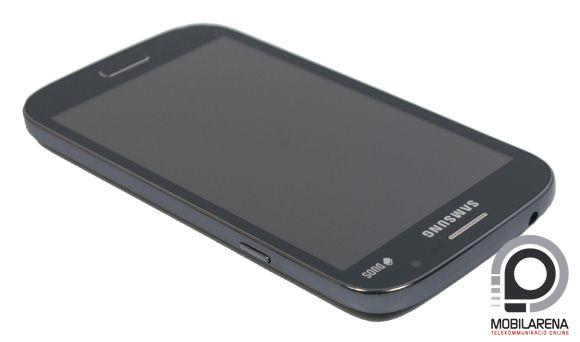 SAMSUNG
DUOS
MOBILARENA
TELEKOMMUNIKÁCIÓ ONLINE